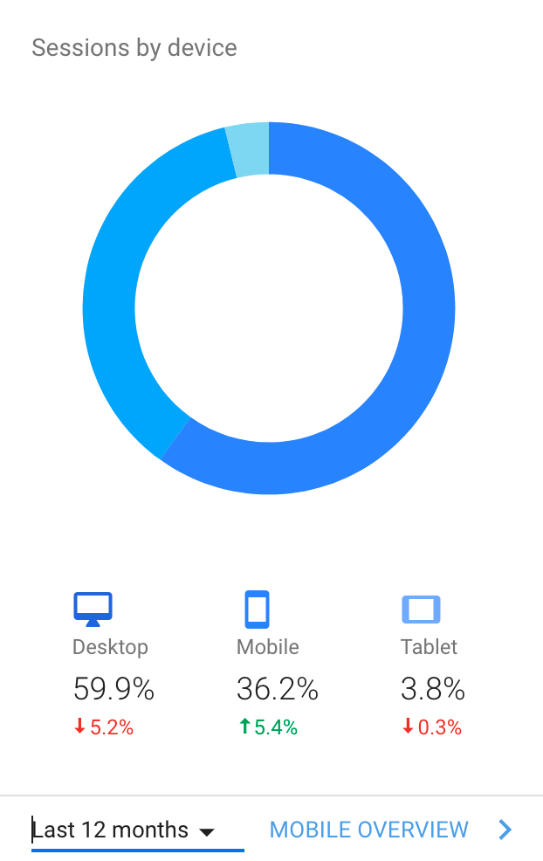 Sessions by device
Desktop Mobile Tablet
59.9% 36.2% 3.8%
5.2% 5.4% 0.3%
Last 12 months MOBILE OVERVIEW